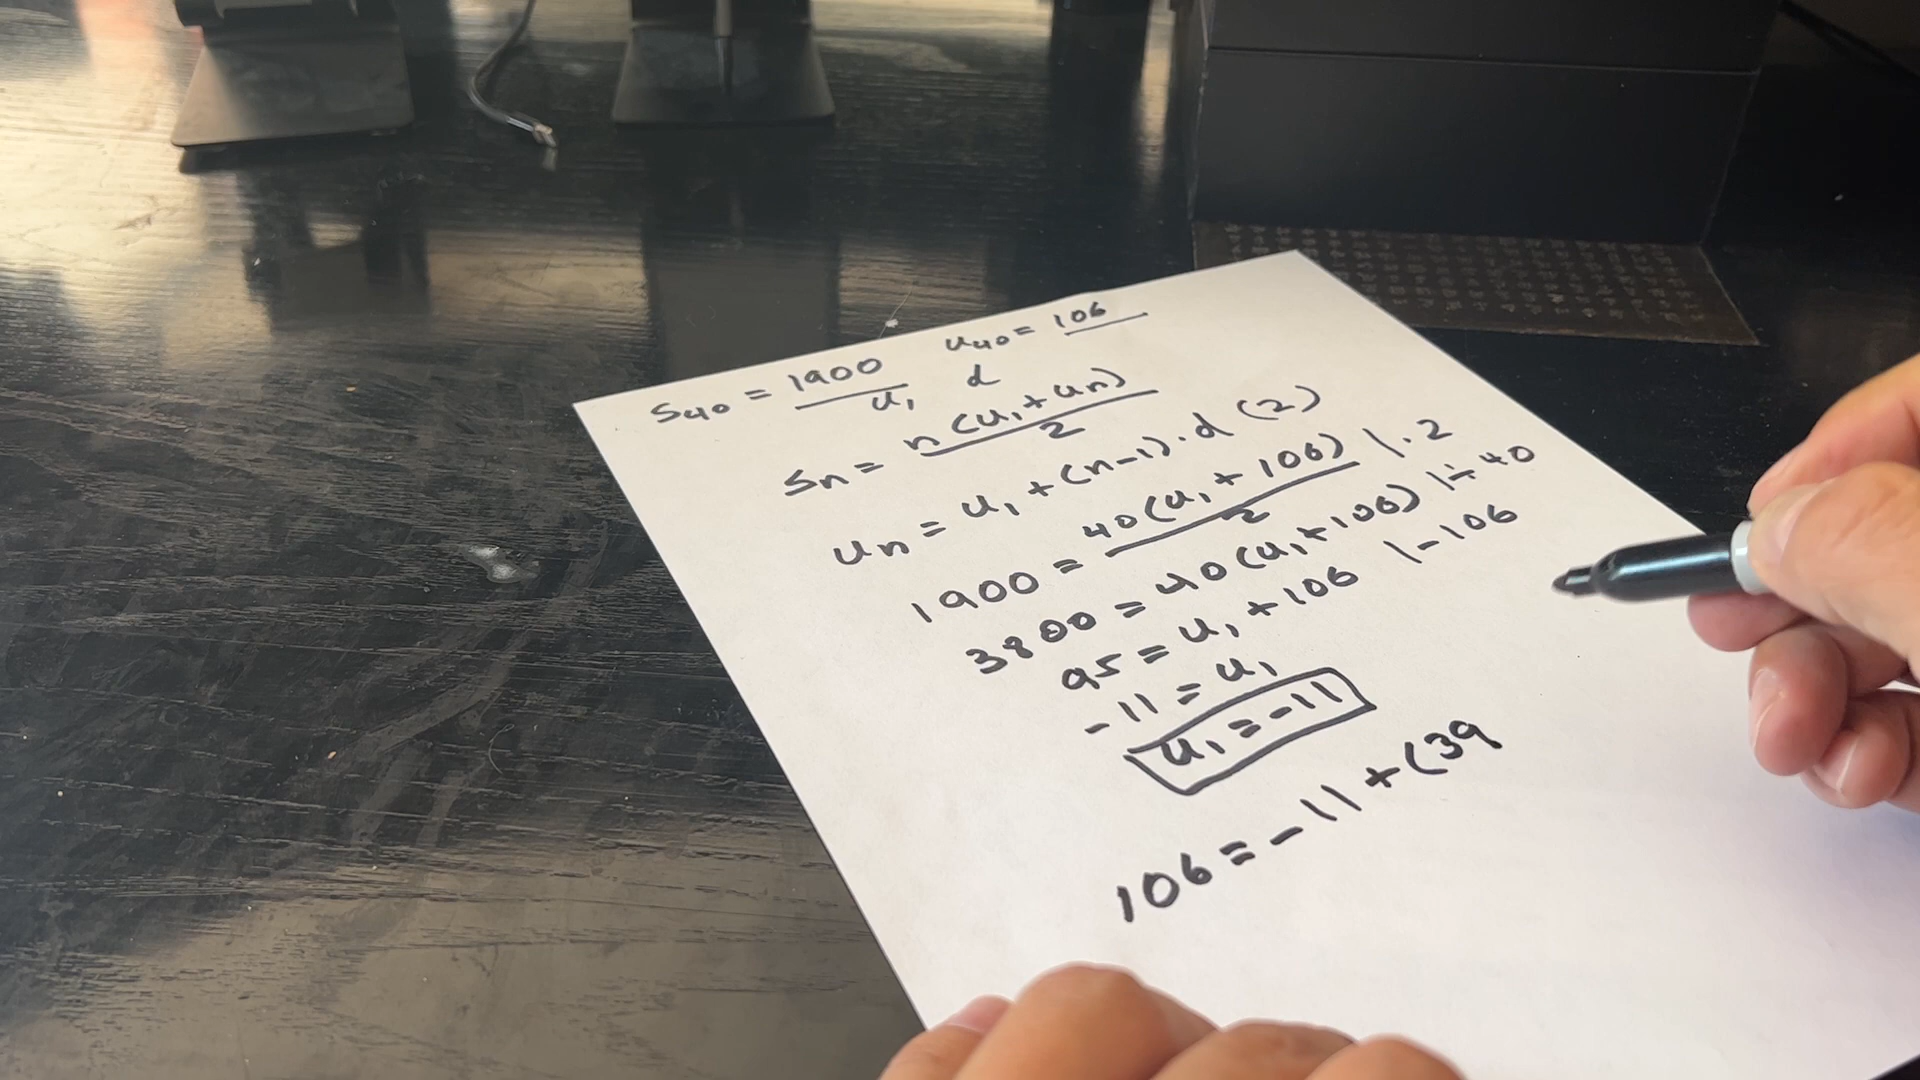 S40 = 1900 u40 = 106
u1 d
Sn = n(u1+un)/2
un = u1 + (n-1)·d (2)
1900 = 40(u1 + 106)/2 |·2
3800 = 40(u1+106) |÷40
95 = u1 + 106 |-106
-11 = u1
u1 = -11
106 = -11 + (39